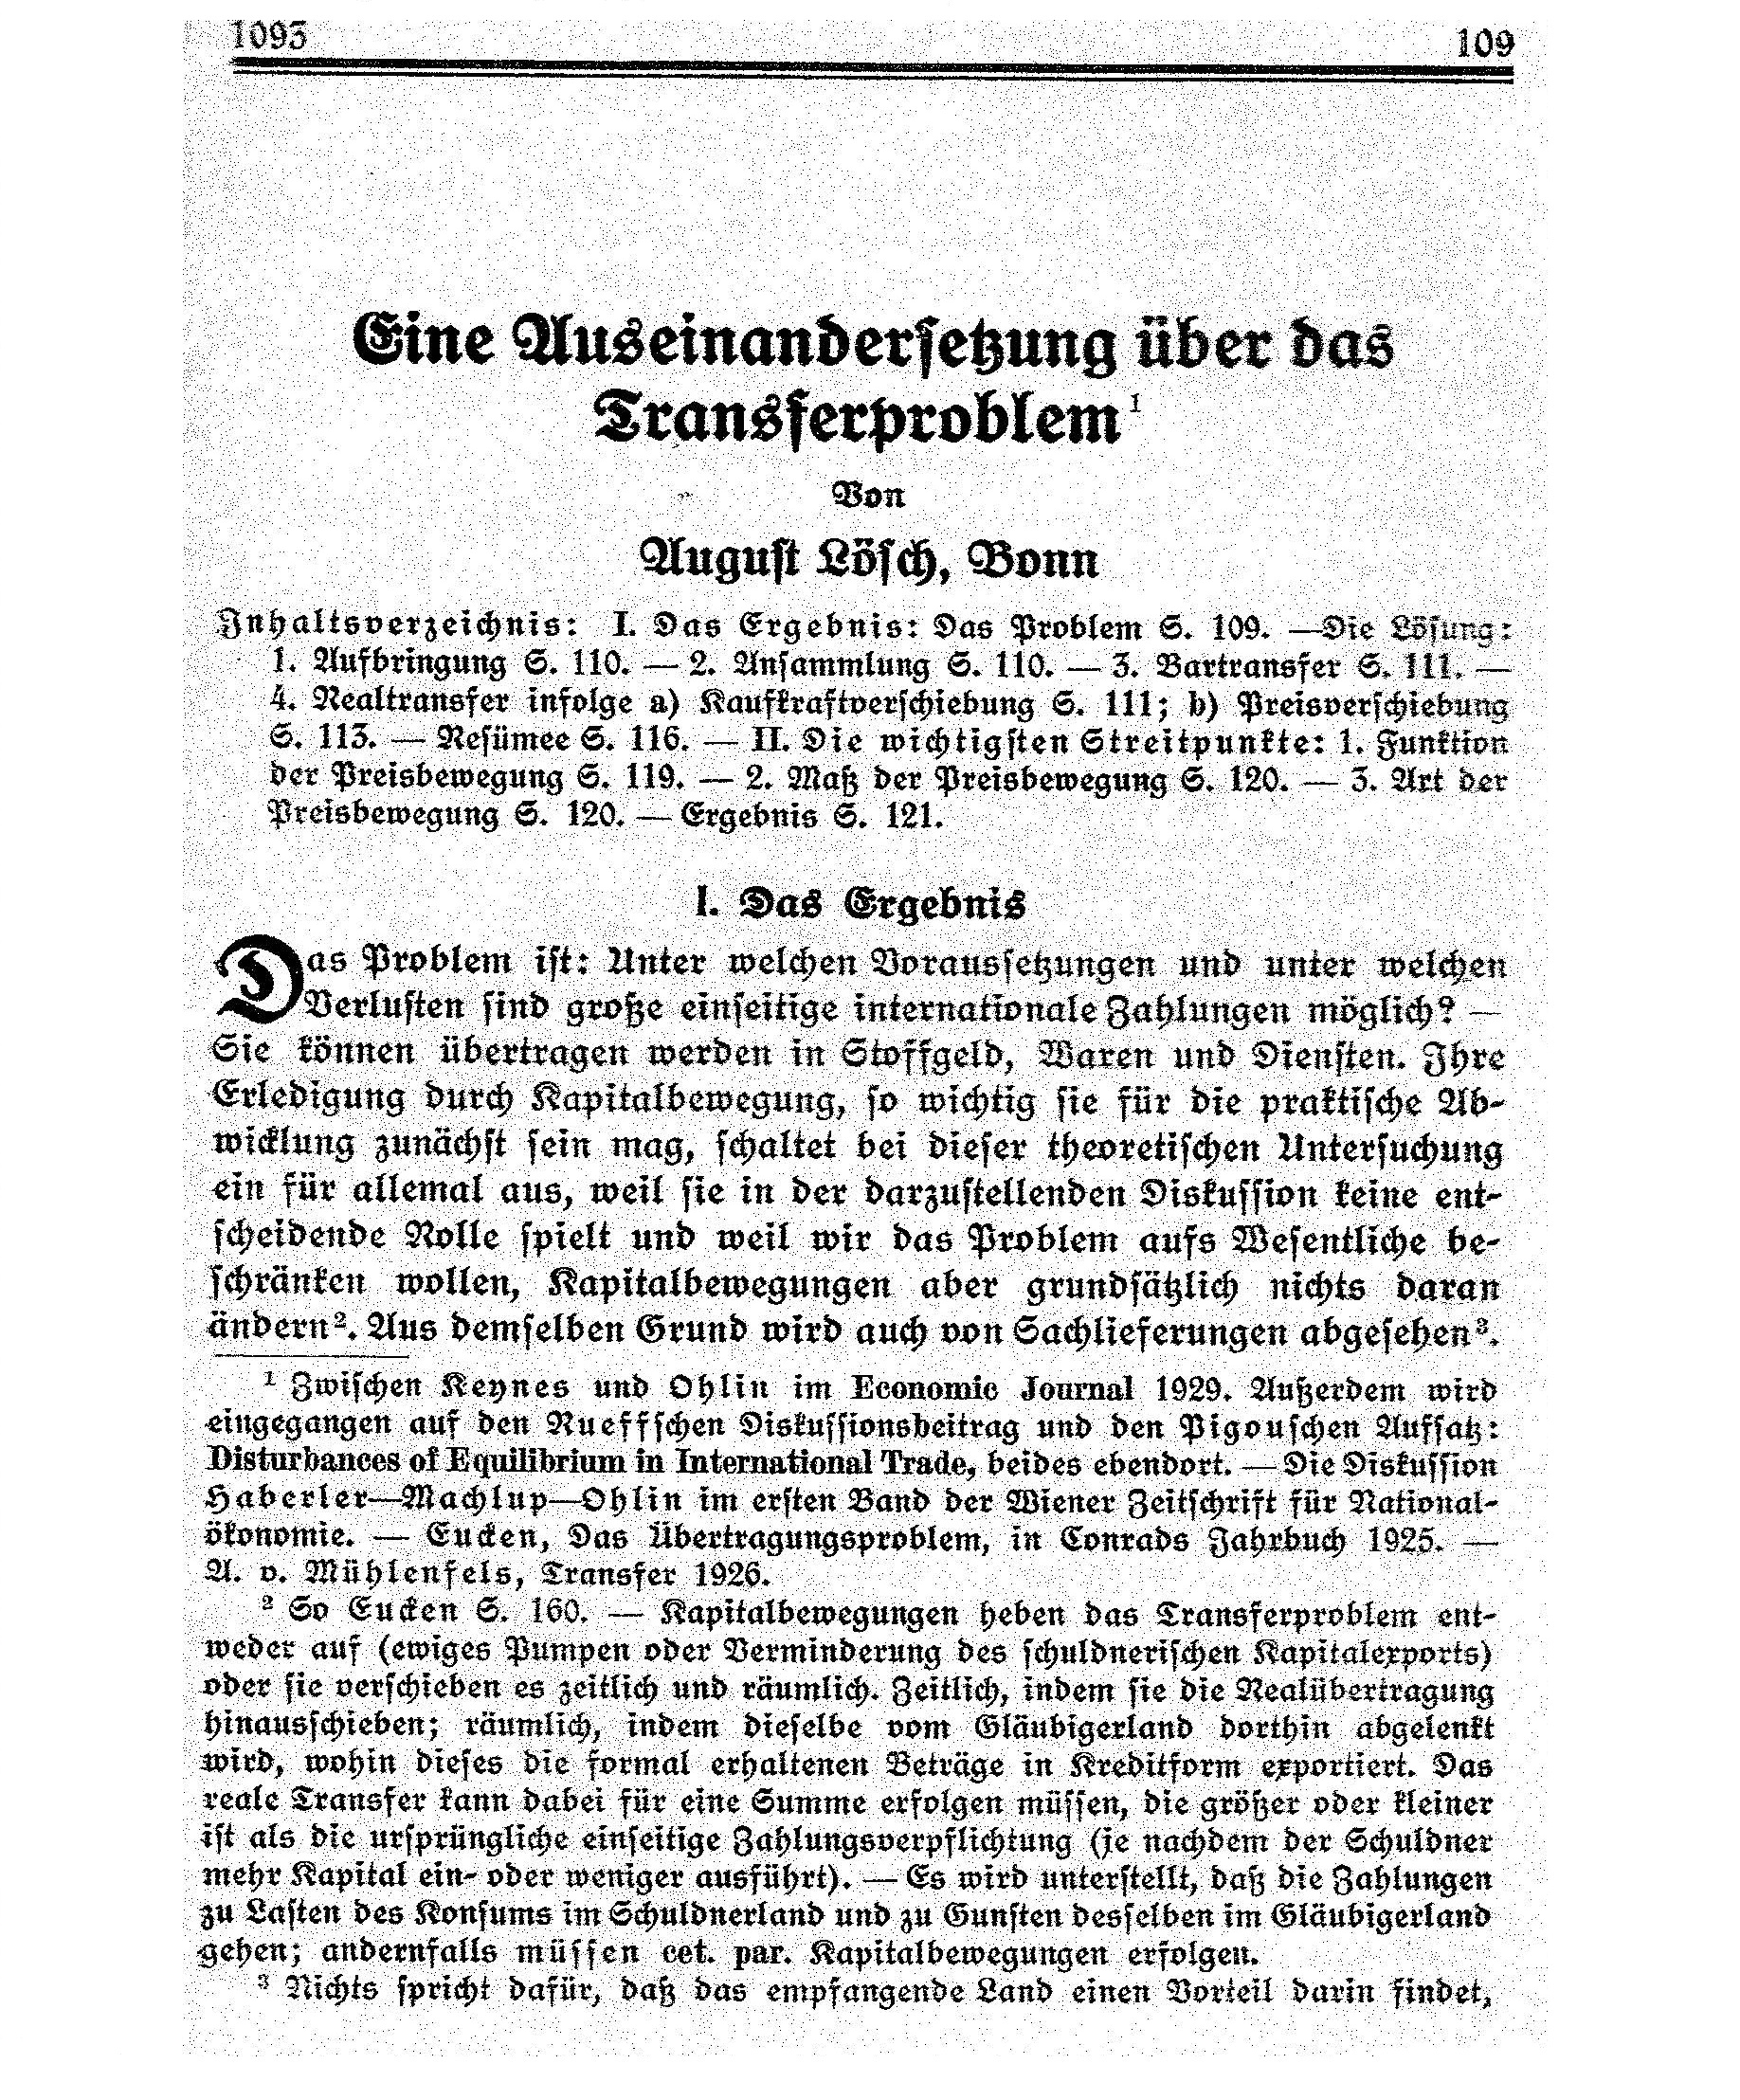 1093 109
Eine Auseinandersetzung über das
Transferproblem¹
Von
August Lösch, Bonn
Inhaltsverzeichnis: I. Das Ergebnis: Das Problem S. 109. — Die Lösung:
1. Aufbringung S. 110. — 2. Ansammlung S. 110. — 3. Bartransfer S. 111. —
4. Realtransfer infolge a) Kaufkraftverschiebung S. 111; b) Preisverschiebung
S. 113. — Resümee S. 116. — II. Die wichtigsten Streitpunkte: 1. Funktion
der Preisbewegung S. 119. — 2. Maß der Preisbewegung S. 120. — 3. Art der
Preisbewegung S. 120. — Ergebnis S. 121.
I. Das Ergebnis
Das Problem ist: Unter welchen Voraussetzungen und unter welchen
Verlusten sind große einseitige internationale Zahlungen möglich? —
Sie können übertragen werden in Stoffgeld, Waren und Diensten. Ihre
Erledigung durch Kapitalbewegung, so wichtig sie für die praktische Ab-
wicklung zunächst sein mag, schaltet bei dieser theoretischen Untersuchung
ein für allemal aus, weil sie in der darzustellenden Diskussion keine ent-
scheidende Rolle spielt und weil wir das Problem aufs Wesentliche be-
schränken wollen, Kapitalbewegungen aber grundsätzlich nichts daran
ändern². Aus demselben Grund wird auch von Sachlieferungen abgesehen³.
¹ Zwischen Keynes und Ohlin im Economic Journal 1929. Außerdem wird
eingegangen auf den Rueffschen Diskussionsbeitrag und den Pigouschen Aufsatz:
Disturbances of Equilibrium in International Trade, beides ebendort. — Die Diskussion
Haberler—Machlup—Ohlin im ersten Band der Wiener Zeitschrift für National-
ökonomie. — Eucken, Das Übertragungsproblem, in Conrads Jahrbuch 1925. —
A. v. Mühlenfels, Transfer 1926.
² So Eucken S. 160. — Kapitalbewegungen heben das Transferproblem ent-
weder auf (ewiges Pumpen oder Verminderung des schuldnerischen Kapitalexports)
oder sie verschieben es zeitlich und räumlich. Zeitlich, indem sie die Realübertragung
hinausschieben; räumlich, indem dieselbe vom Gläubigerland dorthin abgelenkt
wird, wohin dieses die formal erhaltenen Beträge in Kreditform exportiert. Das
reale Transfer kann dabei für eine Summe erfolgen müssen, die größer oder kleiner
ist als die ursprüngliche einseitige Zahlungsverpflichtung (je nachdem der Schuldner
mehr Kapital ein- oder weniger ausführt). — Es wird unterstellt, daß die Zahlungen
zu Lasten des Konsums im Schuldnerland und zu Gunsten desselben im Gläubigerland
gehen; andernfalls müssen cet. par. Kapitalbewegungen erfolgen.
³ Nichts spricht dafür, daß das empfangende Land einen Vorteil darin findet,